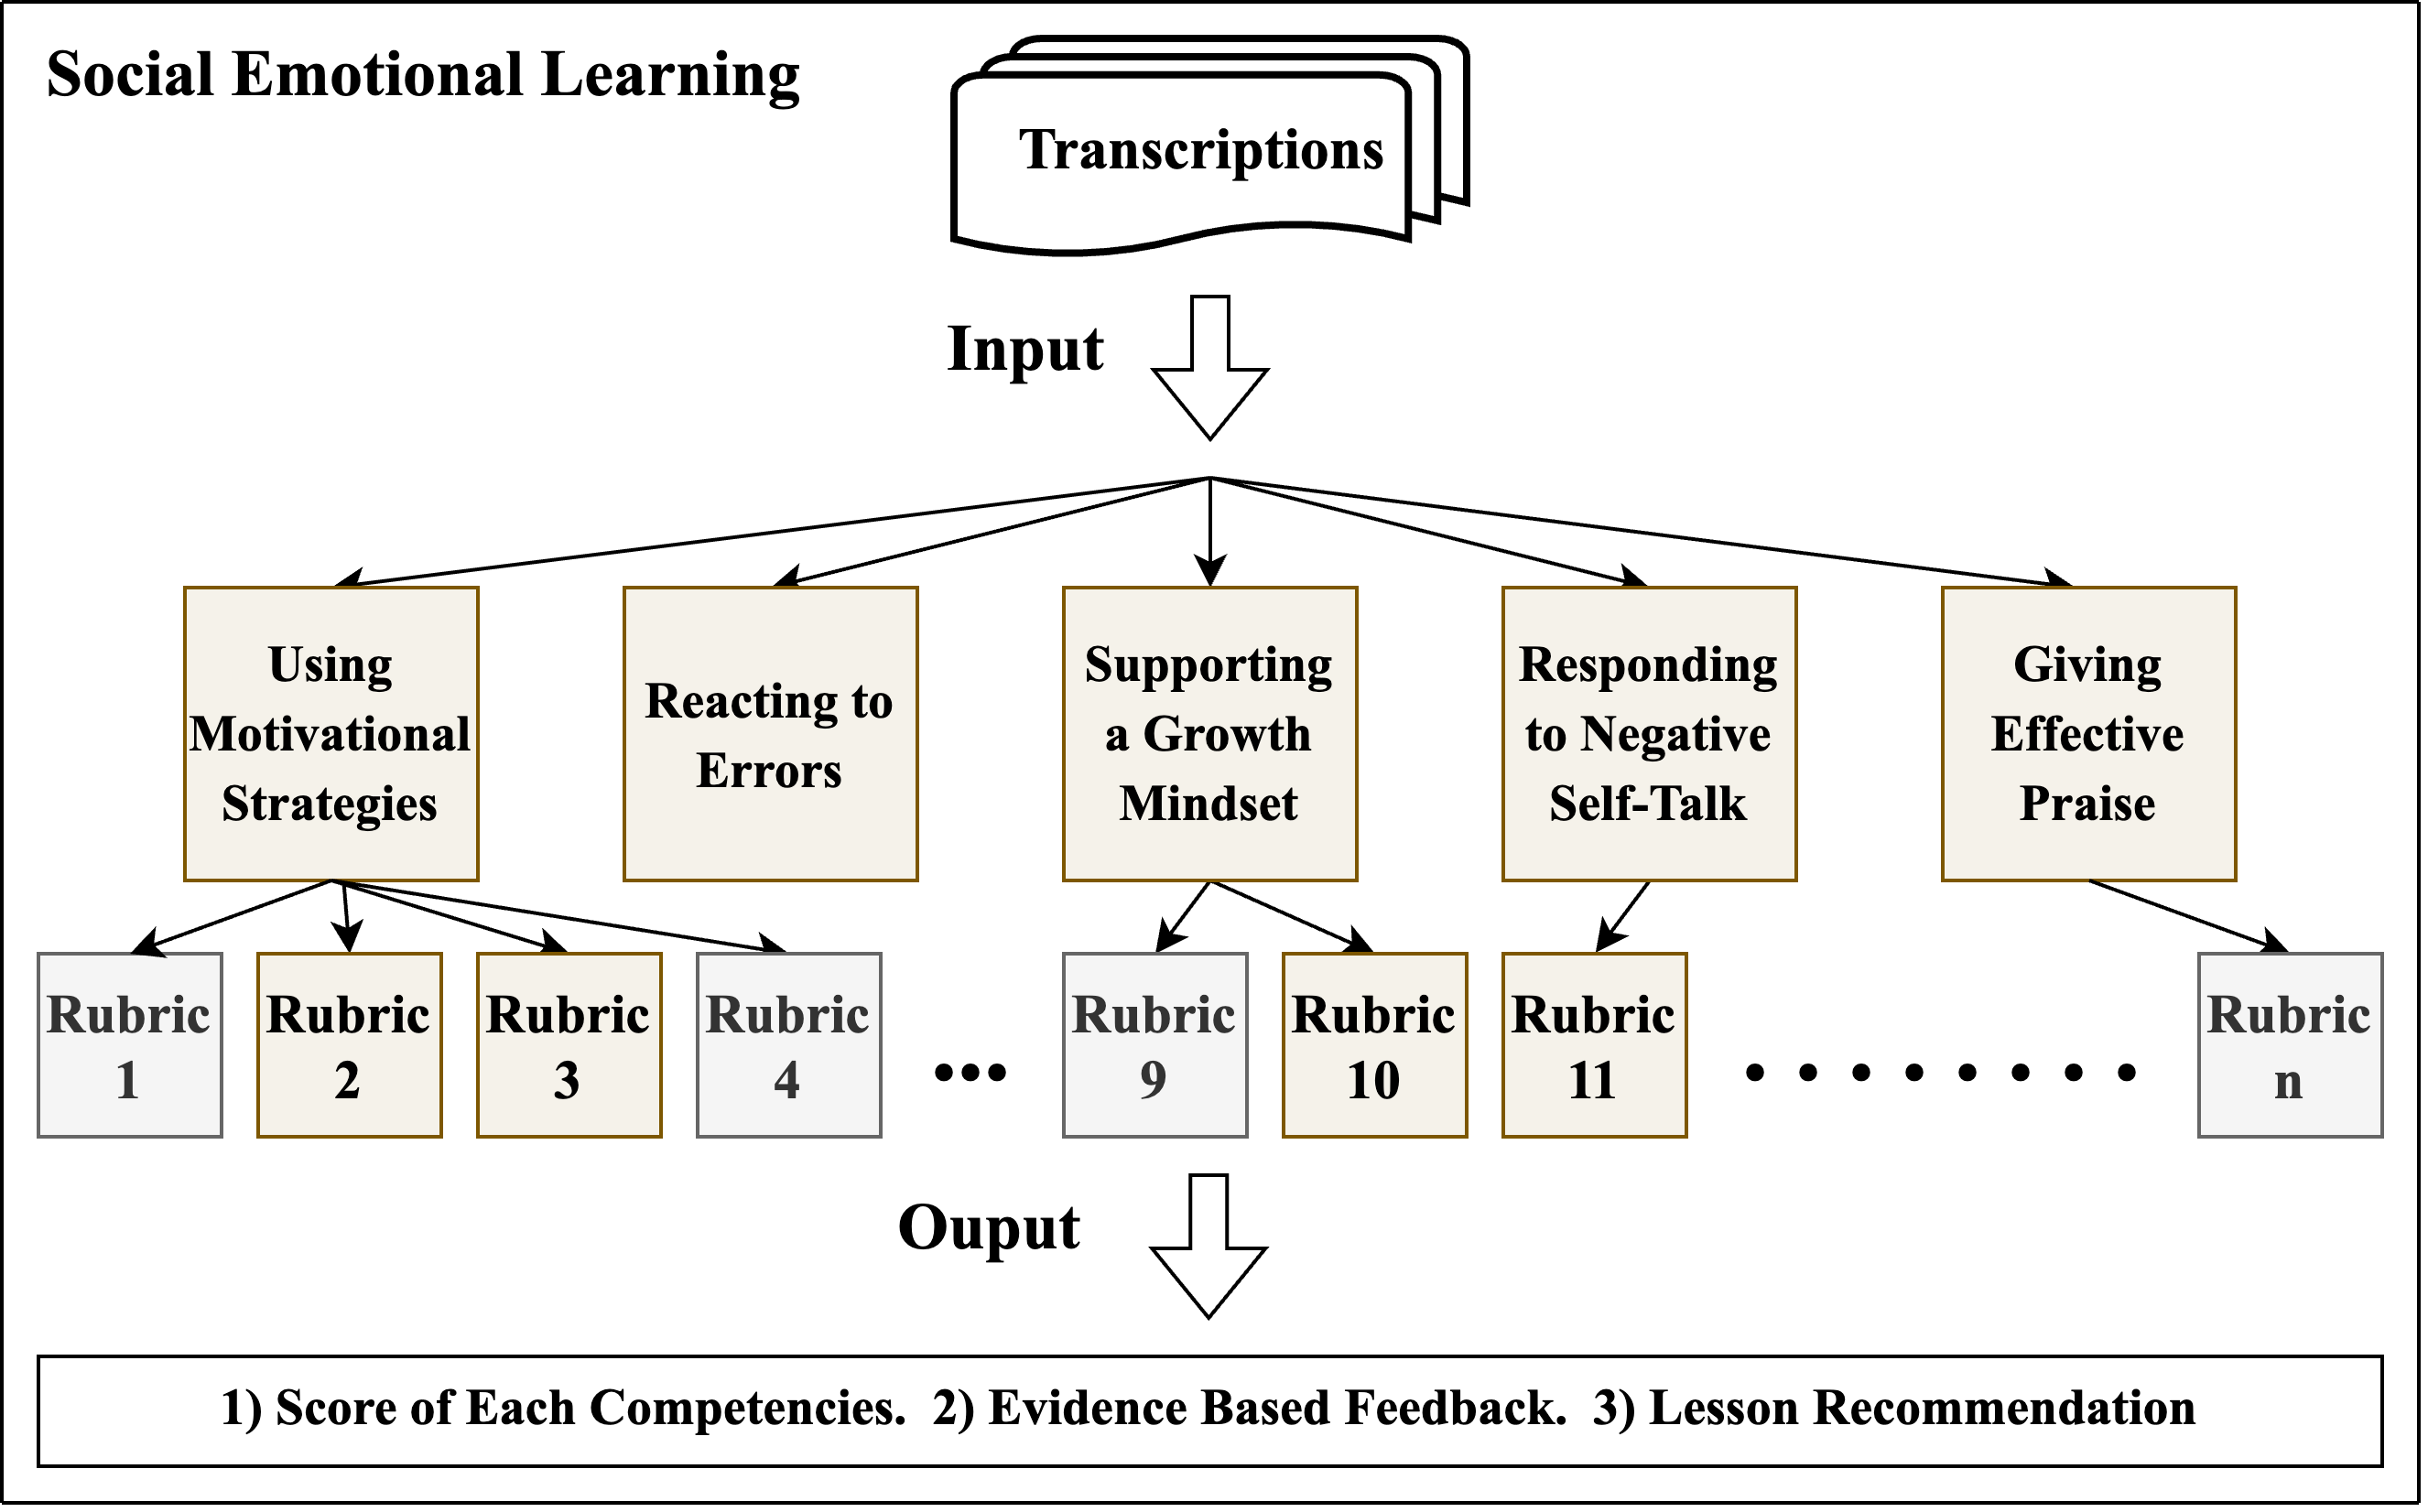 Social Emotional Learning
Transcriptions
Input
Using
Motivational
Strategies
Reacting to
Errors
Supporting
a Growth
Mindset
Responding
to Negative
Self-Talk
Giving
Effective
Praise
Rubric
1
Rubric
2
Rubric
3
Rubric
4
...
Rubric
9
Rubric
10
Rubric
11
........
Rubric
n
Ouput
1) Score of Each Competencies.  2) Evidence Based Feedback.  3) Lesson Recommendation